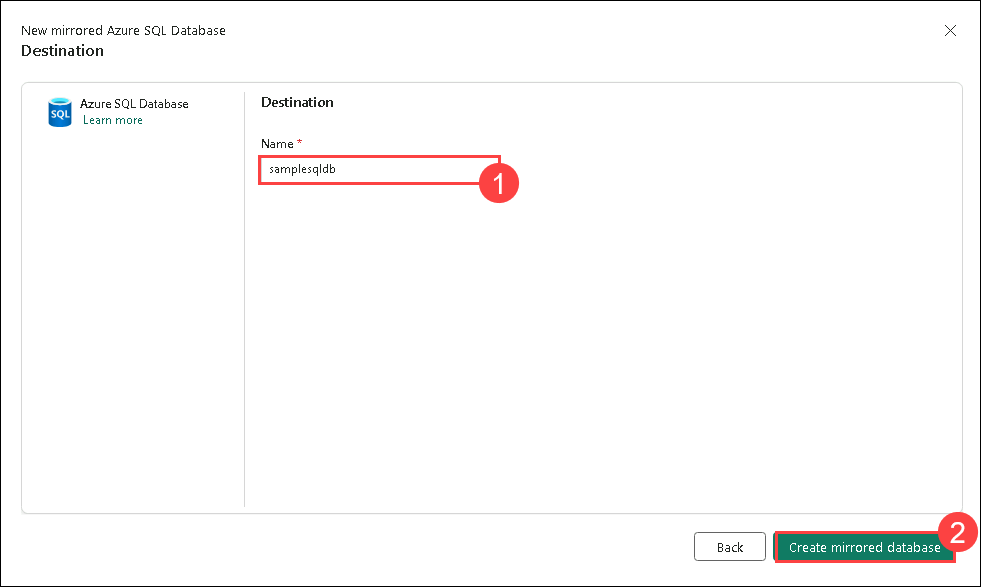 New mirrored Azure SQL Database
Destination
SQL
Azure SQL Database
Learn more
Destination
Name *
samplesqldb
1
Back
Create mirrored database
2